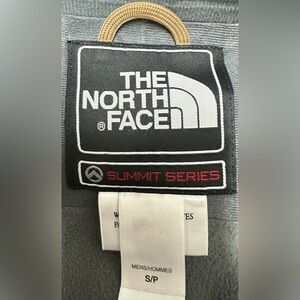 THE
NORTH
® FACE
SUMMIT SERIES
MENS/HOMMES
S/P